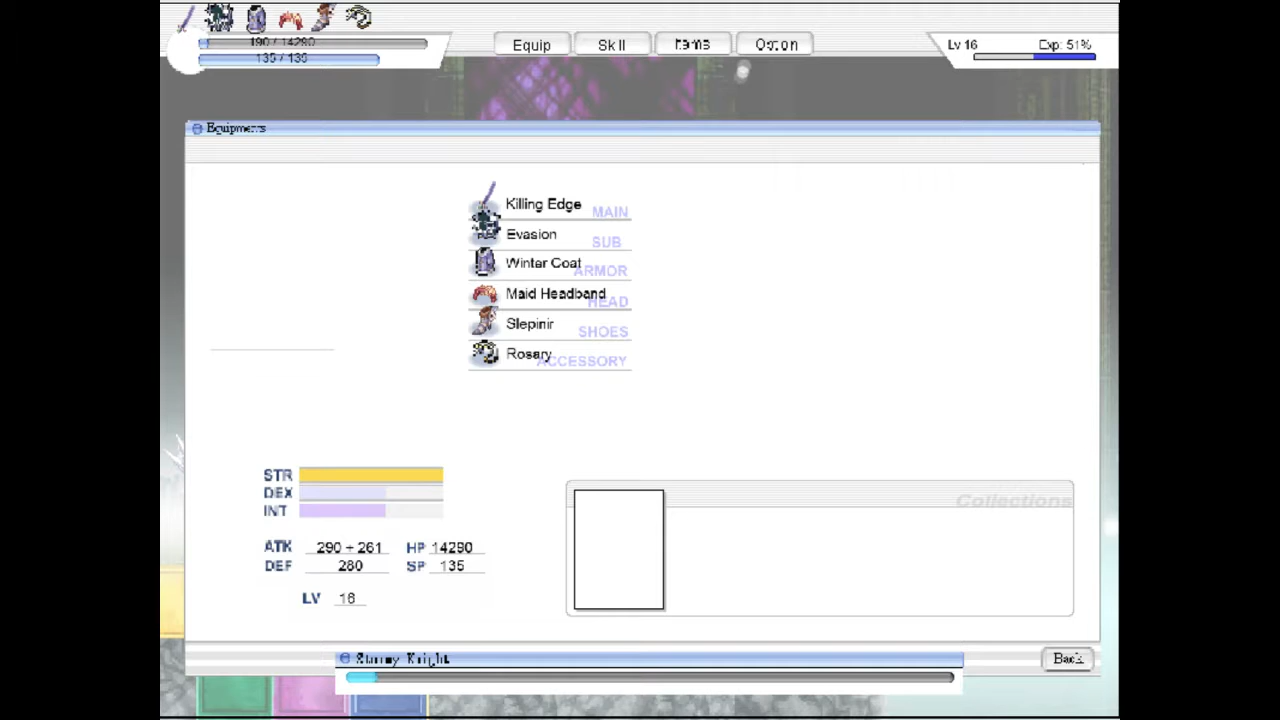 190 / 14290
135 / 135
Equip
Skill
Items
Option
Lv 16
Exp: 51%
Equipments
Killing Edge
MAIN
Evasion
SUB
Winter Coat
ARMOR
Maid Headband
HEAD
Slepinir
SHOES
Rosary
ACCESSORY
STR
DEX
INT
ATK 290 + 261 HP 14290
DEF 280 SP 135
LV 16
Collections
Stormy Knight
Back